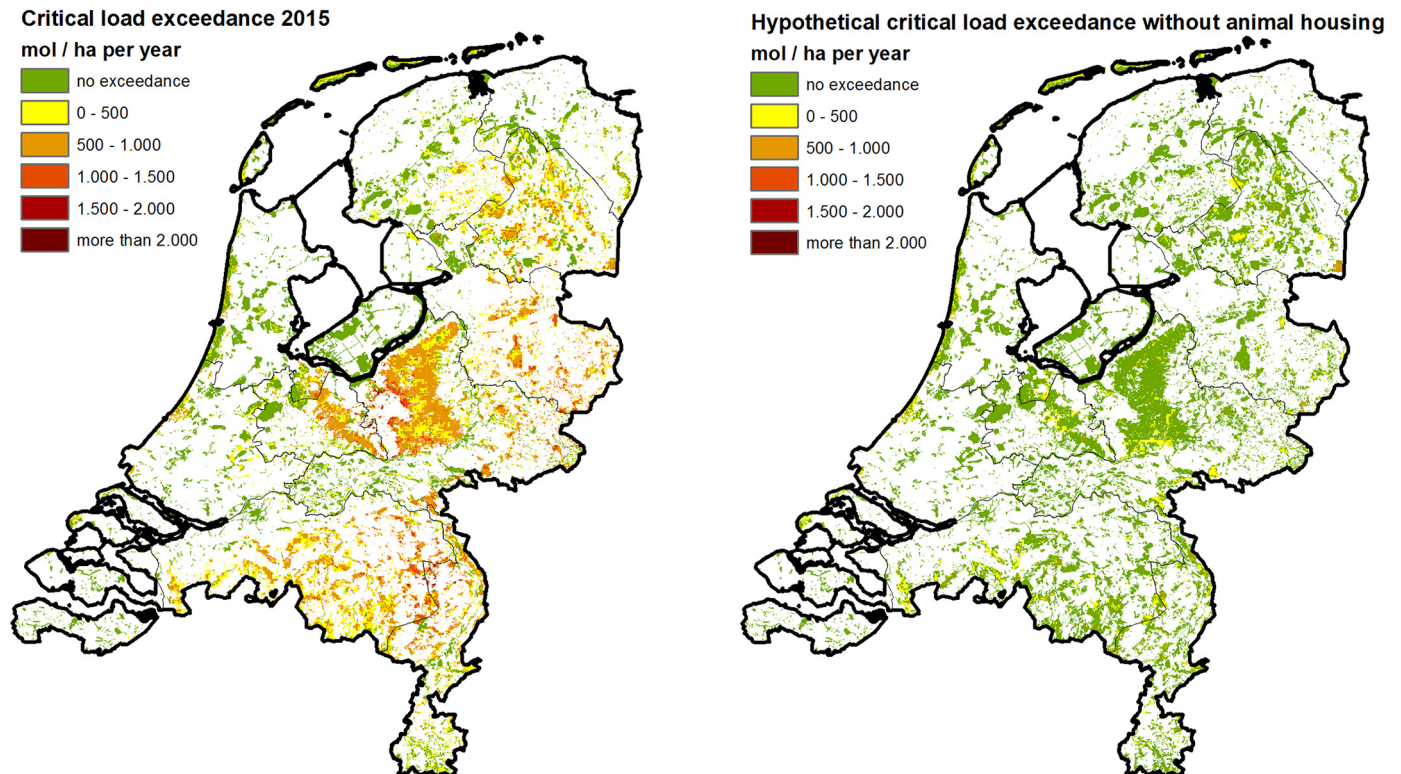 Critical load exceedance 2015
mol / ha per year
no exceedance
0 - 500
500 - 1.000
1.000 - 1.500
1.500 - 2.000
more than 2.000
Hypothetical critical load exceedance without animal housing
mol / ha per year
no exceedance
0 - 500
500 - 1.000
1.000 - 1.500
1.500 - 2.000
more than 2.000